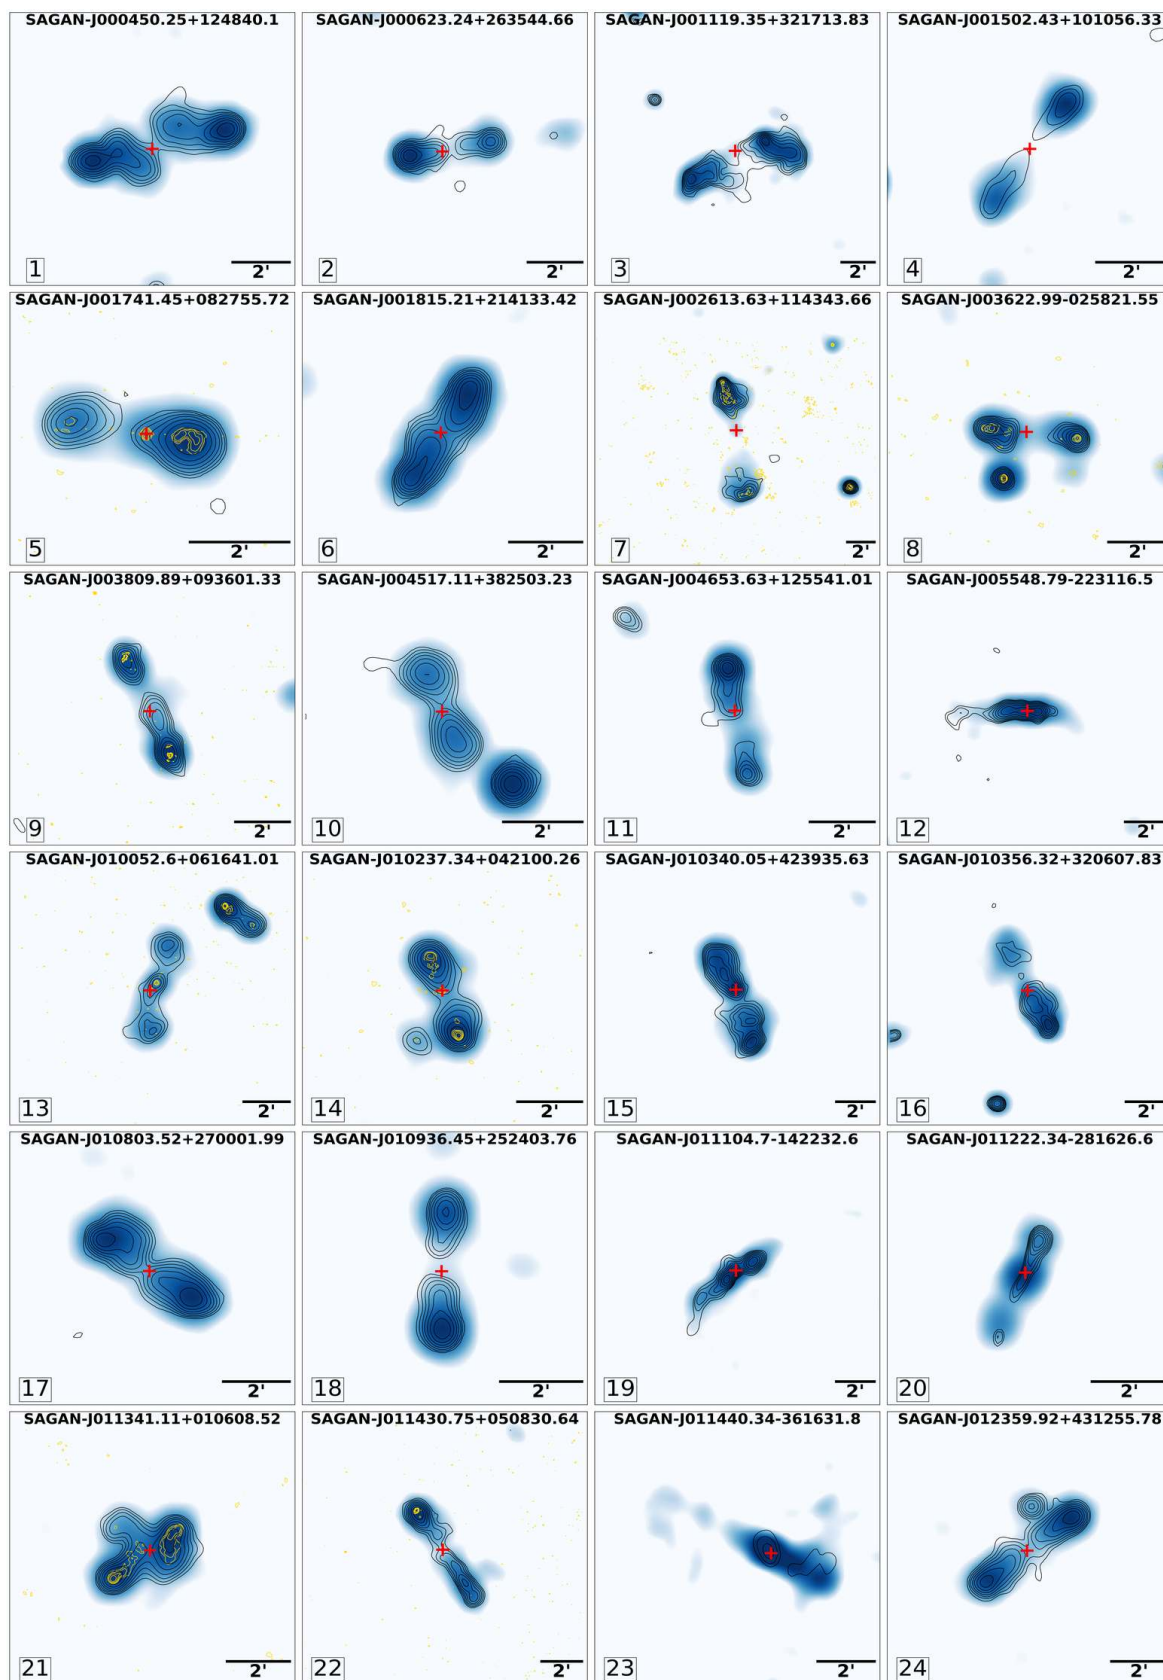 SAGAN-J000450.25+124840.1
SAGAN-J000623.24+263544.66
SAGAN-J001119.35+321713.83
SAGAN-J001502.43+101056.33
1
2'
2
2'
3
2'
4
2'
SAGAN-J001741.45+082755.72
SAGAN-J001815.21+214133.42
SAGAN-J002613.63+114343.66
SAGAN-J003622.99-025821.55
5
2'
6
2'
7
2'
8
2'
SAGAN-J003809.89+093601.33
SAGAN-J004517.11+382503.23
SAGAN-J004653.63+125541.01
SAGAN-J005548.79-223116.5
9
2'
10
2'
11
2'
12
2'
SAGAN-J010052.6+061641.01
SAGAN-J010237.34+042100.26
SAGAN-J010340.05+423935.63
SAGAN-J010356.32+320607.83
13
2'
14
2'
15
2'
16
2'
SAGAN-J010803.52+270001.99
SAGAN-J010936.45+252403.76
SAGAN-J011104.7-142232.6
SAGAN-J011222.34-281626.6
17
2'
18
2'
19
2'
20
2'
SAGAN-J011341.11+010608.52
SAGAN-J011430.75+050830.64
SAGAN-J011440.34-361631.8
SAGAN-J012359.92+431255.78
21
2'
22
2'
23
2'
24
2'